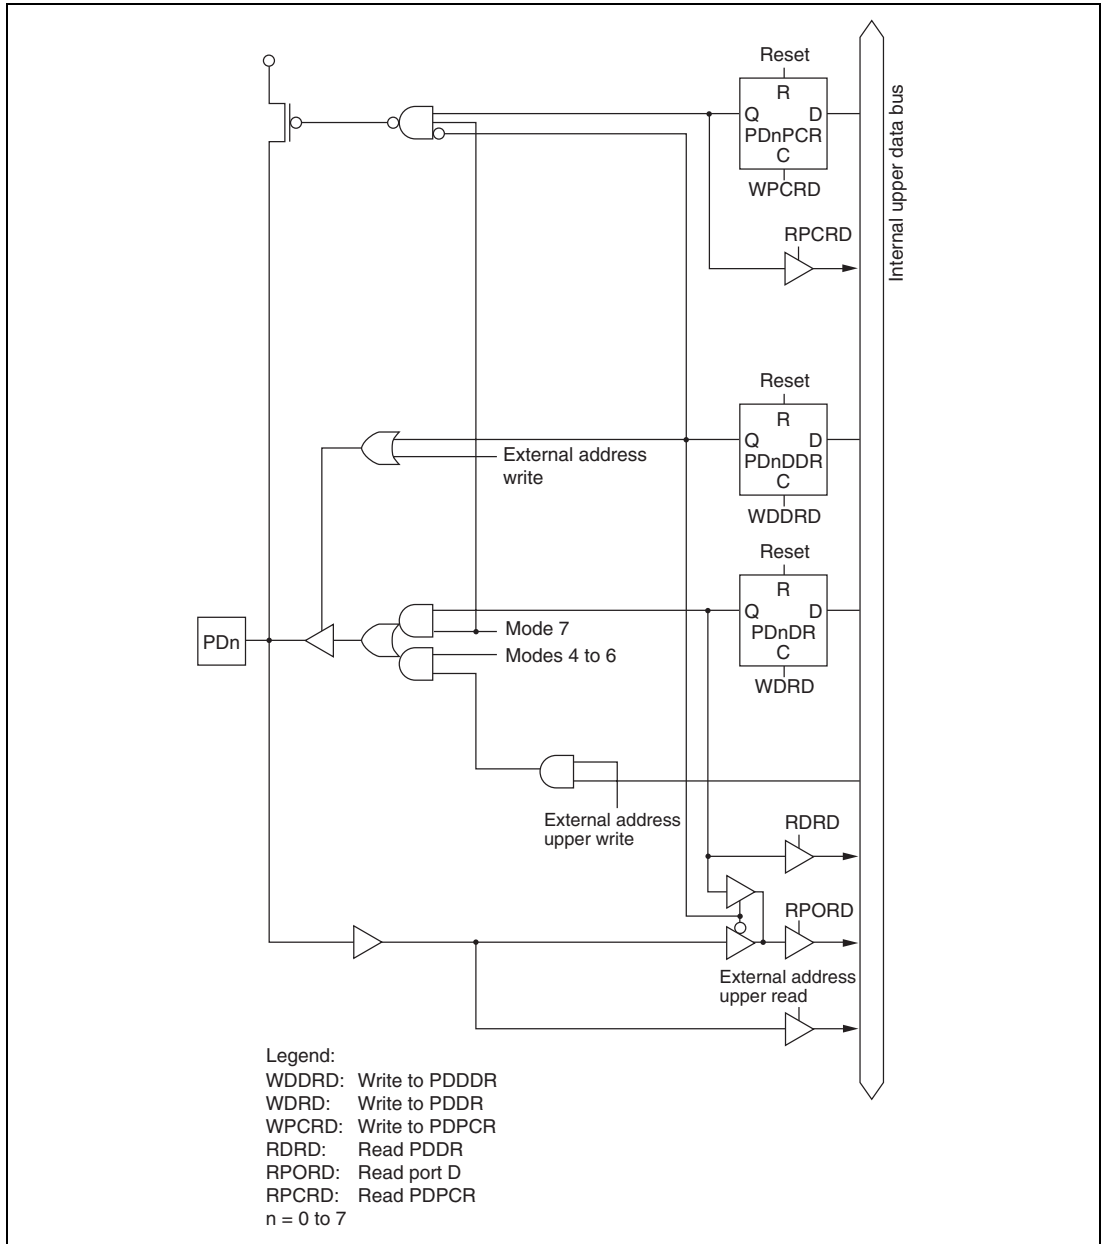 Reset
R
Q D
PDnPCR
C
WPCRD
Internal upper data bus
RPCRD
Reset
R
Q D
PDnDDR
C
WDDRD
External address
write
Reset
R
Q D
PDnDR
C
WDRD
PDn
Mode 7
Modes 4 to 6
External address
upper write
RDRD
RPORD
External address
upper read
Legend:
WDDRD: Write to PDDDR
WDRD: Write to PDDR
WPCRD: Write to PDPCR
RDRD: Read PDDR
RPORD: Read port D
RPCRD: Read PDPCR
n = 0 to 7